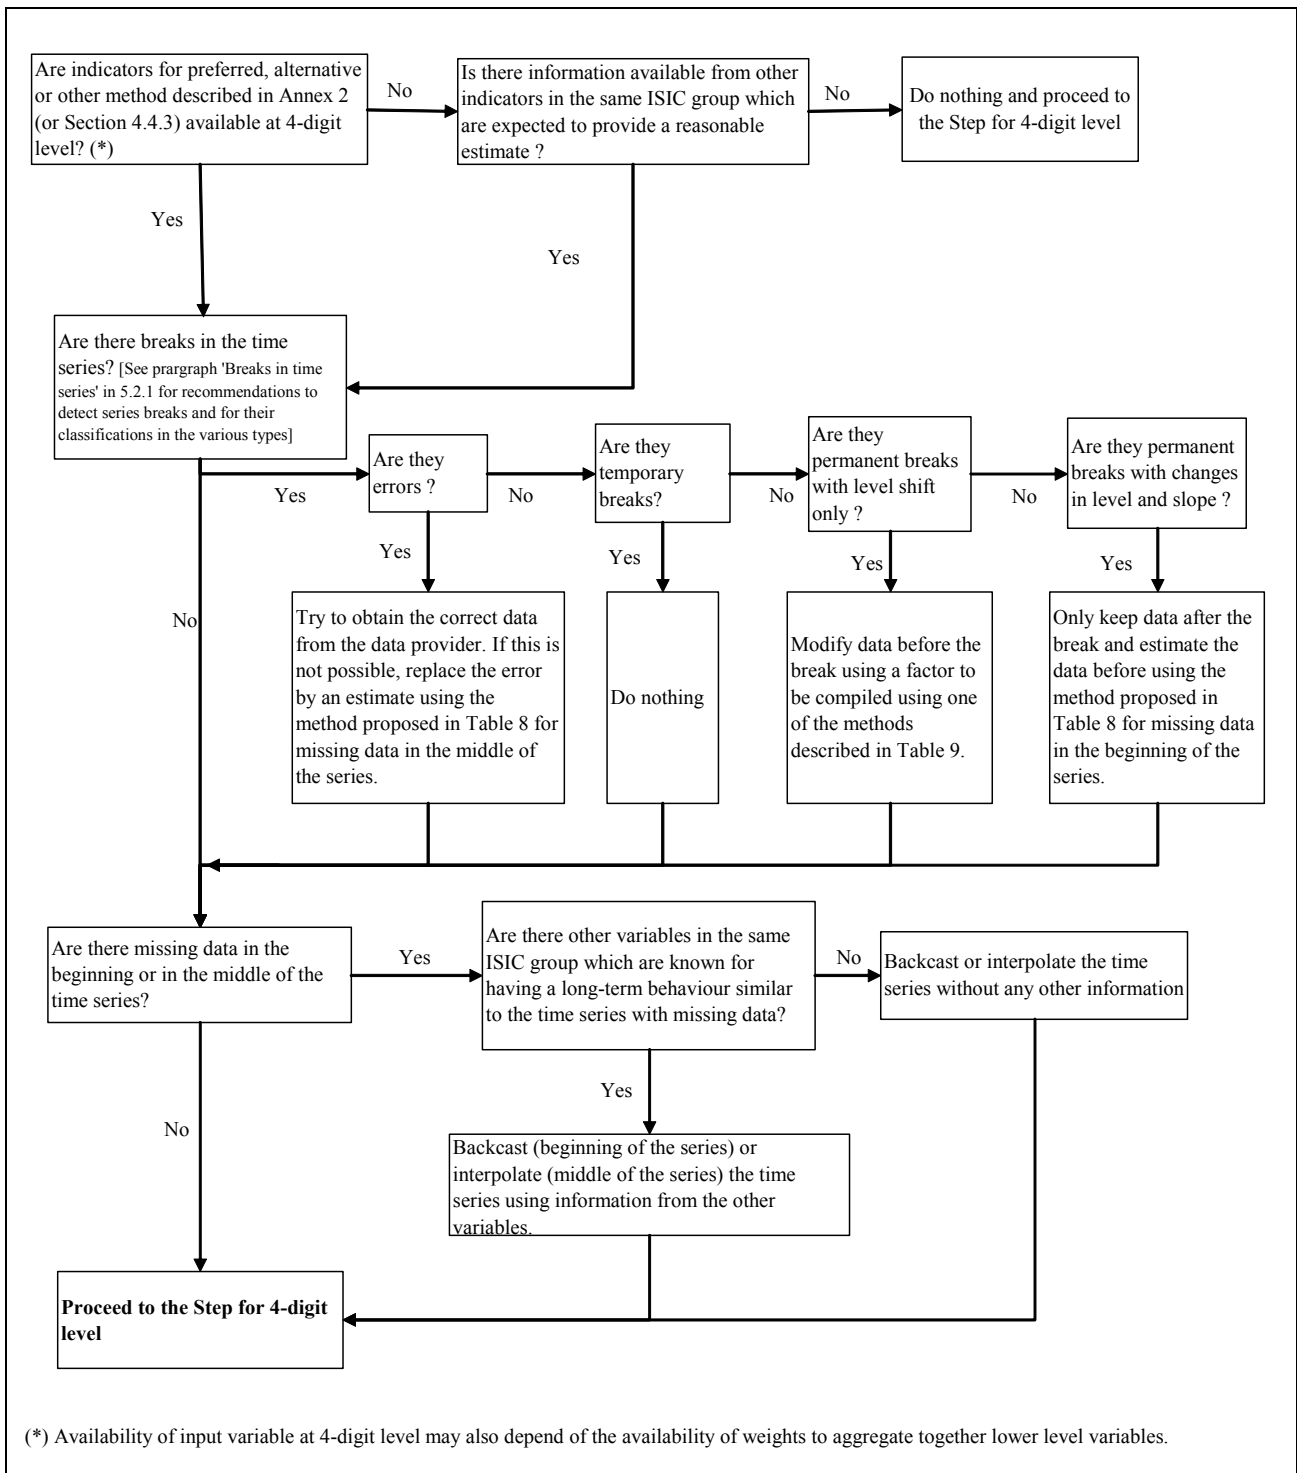 Are indicators for preferred, alternative
or other method described in Annex 2
(or Section 4.4.3) available at 4-digit
level? (*)
No
Is there information available from other
indicators in the same ISIC group which
are expected to provide a reasonable
estimate ?
No
Do nothing and proceed to
the Step for 4-digit level
Yes
Yes
Are there breaks in the time
series? [See prargraph 'Breaks in time
series' in 5.2.1 for recommendations to
detect series breaks and for their
classifications in the various types]
Yes
Are they
errors ?
No
Are they
temporary
breaks?
No
Are they
permanent breaks
with level shift
only ?
No
Are they permanent
breaks with changes
in level and slope ?
Yes
Yes
Yes
Yes
No
Try to obtain the correct data
from the data provider. If this is
not possible, replace the error
by an estimate using the
method proposed in Table 8 for
missing data in the middle of
the series.
Do nothing
Modify data before the
break using a factor to
be compiled using one
of the methods
described in Table 9.
Only keep data after the
break and estimate the
data before using the
method proposed in
Table 8 for missing data
in the beginning of the
series.
Are there missing data in the
beginning or in the middle of the
time series?
Yes
Are there other variables in the same
ISIC group which are known for
having a long-term behaviour similar
to the time series with missing data?
No
Backcast or interpolate the time
series without any other information
Yes
No
Backcast (beginning of the series) or
interpolate (middle of the series) the time
series using information from the other
variables.
Proceed to the Step for 4-digit
level
(*) Availability of input variable at 4-digit level may also depend of the availability of weights to aggregate together lower level variables.